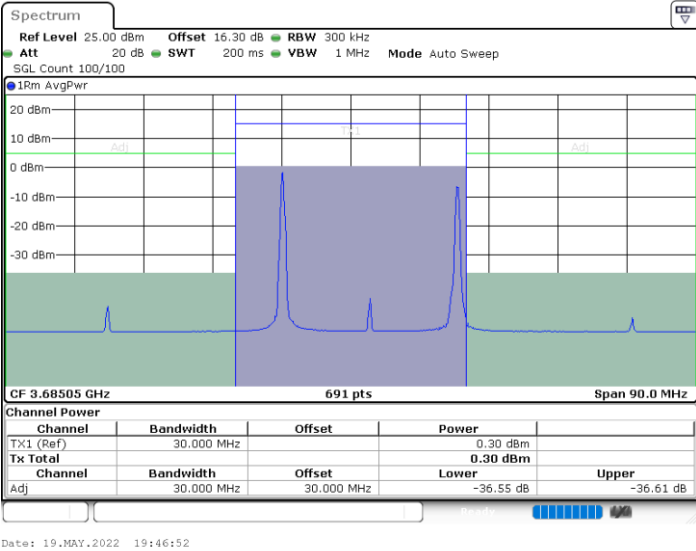 Spectrum
Ref Level 25.00 dBm Offset 16.30 dB RBW 300 kHz
Att 20 dB SWT 200 ms VBW 1 MHz Mode Auto Sweep
SGL Count 100/100
1Rm AvgPwr
20 dBm
TX1
10 dBm
Adj Adj
0 dBm
-10 dBm
-20 dBm
-30 dBm
CF 3.68505 GHz 691 pts Span 90.0 MHz
Channel Power
Channel Bandwidth Offset Power
TX1 (Ref) 30.000 MHz 0.30 dBm
Tx Total 0.30 dBm
Channel Bandwidth Offset Lower Upper
Adj 30.000 MHz 30.000 MHz -36.55 dB -36.61 dB
Ready
Date: 19.MAY.2022 19:46:52